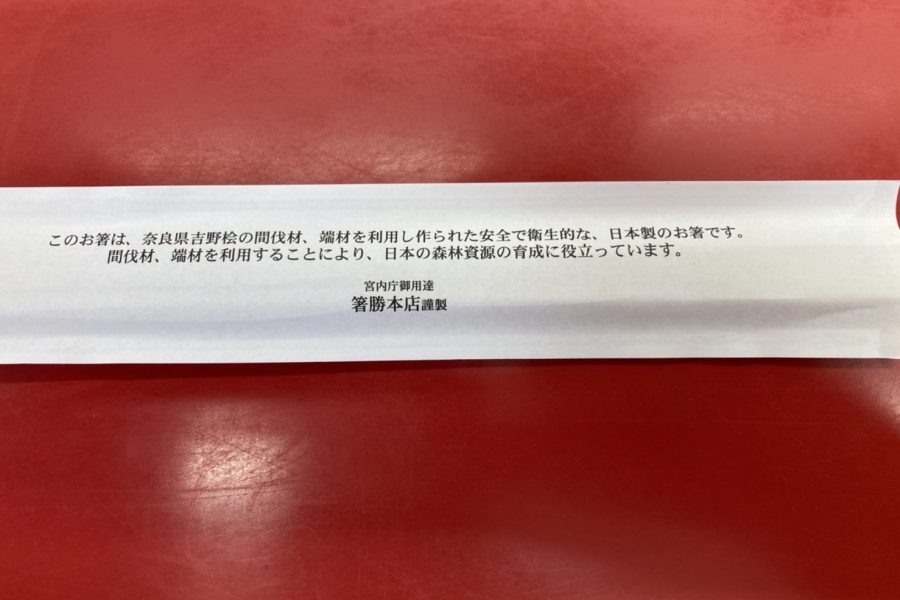 このお箸は、奈良県吉野桧の間伐材、端材を利用し作られた安全で衛生的な、日本製のお箸です。
間伐材、端材を利用することにより、日本の森林資源の育成に役立っています。
宮内庁御用達
箸勝本店謹製